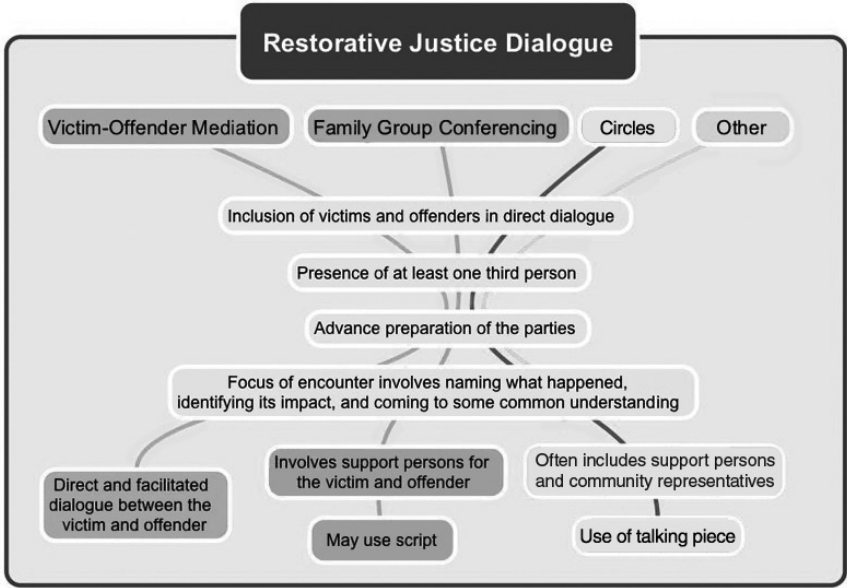 Restorative Justice Dialogue
Victim-Offender Mediation
Family Group Conferencing
Circles
Other
Inclusion of victims and offenders in direct dialogue
Presence of at least one third person
Advance preparation of the parties
Focus of encounter involves naming what happened,
identifying its impact, and coming to some common understanding
Direct and facilitated
dialogue between the
victim and offender
Involves support persons for
the victim and offender
May use script
Often includes support persons
and community representatives
Use of talking piece